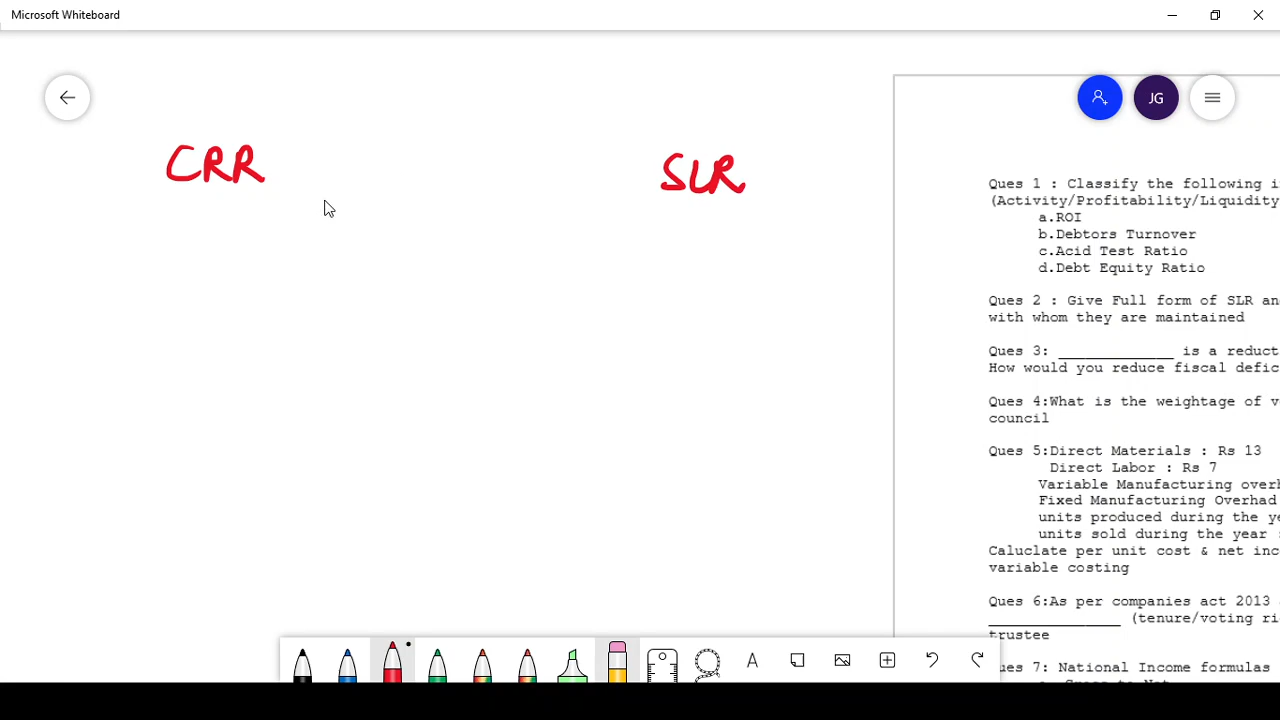 Microsoft Whiteboard
JG
CRR
SLR
Ques 1 : Classify the following i
(Activity/Profitability/Liquidity
a.ROI
b.Debtors Turnover
c.Acid Test Ratio
d.Debt Equity Ratio
Ques 2 : Give Full form of SLR an
with whom they are maintained
Ques 3: ______________ is a reduct
How would you reduce fiscal defic
Ques 4:What is the weightage of v
council
Ques 5:Direct Materials : Rs 13
Direct Labor : Rs 7
Variable Manufacturing overh
Fixed Manufacturing Overhad
units produced during the ye
units sold during the year
Caluclate per unit cost & net inc
variable costing
Ques 6:As per companies act 2013
________________ (tenure/voting ri
trustee
ues 7: National Income formulas
Gross to Net